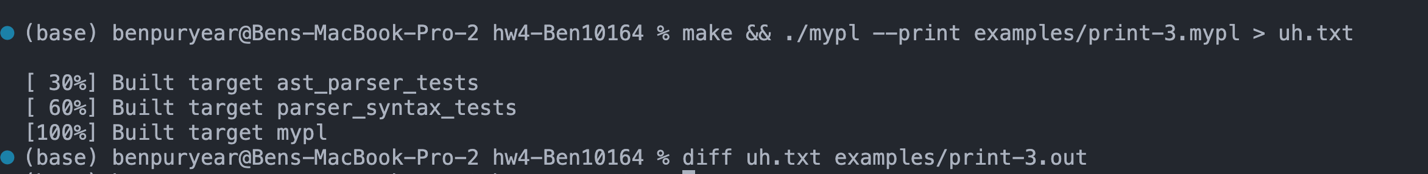 (base) benpuryear@Bens-MacBook-Pro-2 hw4-Ben10164 % make && ./mypl --print examples/print-3.mypl > uh.txt
[ 30%] Built target ast_parser_tests
[ 60%] Built target parser_syntax_tests
[100%] Built target mypl
(base) benpuryear@Bens-MacBook-Pro-2 hw4-Ben10164 % diff uh.txt examples/print-3.out